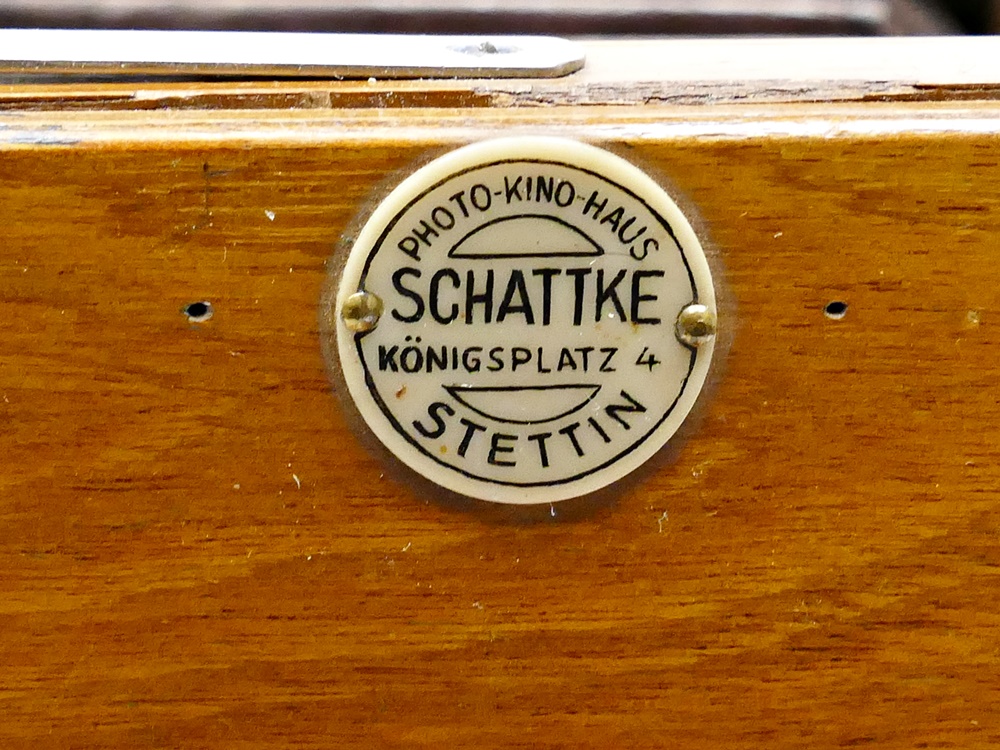 PHOTO-KINO-HAUS
SCHATTKE
KÖNIGSPLATZ 4
STETTIN